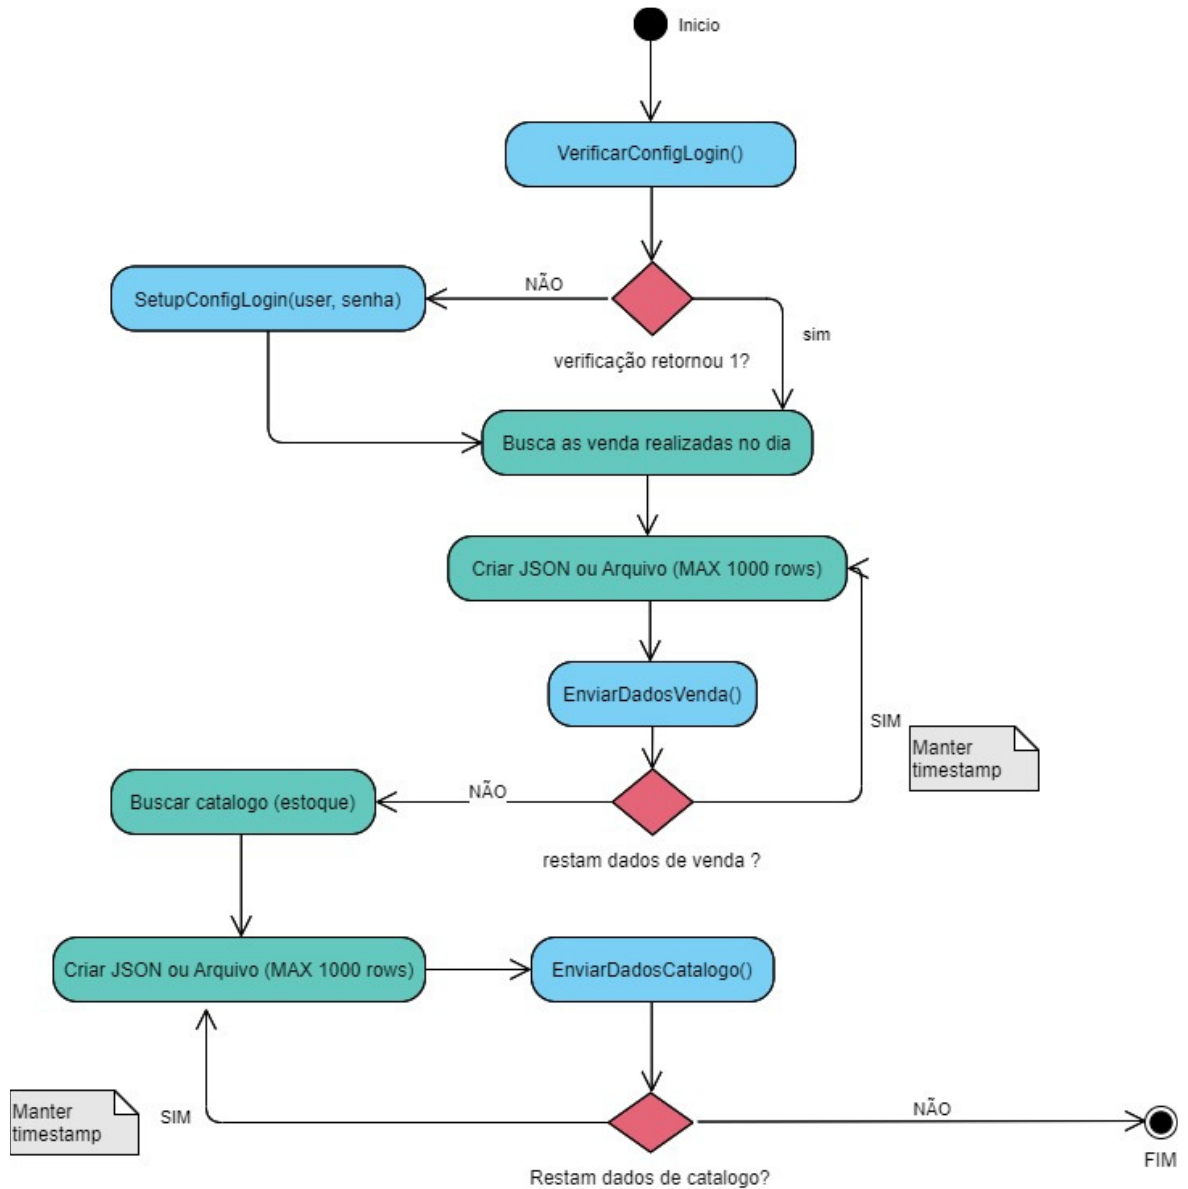 Inicio
VerificarConfigLogin()
NÃO
SetupConfigLogin(user, senha)
sim
verificação retornou 1?
Busca as venda realizadas no dia
Criar JSON ou Arquivo (MAX 1000 rows)
EnviarDadosVenda()
SIM
Manter
timestamp
NÃO
Buscar catalogo (estoque)
restam dados de venda ?
Criar JSON ou Arquivo (MAX 1000 rows)
EnviarDadosCatalogo()
Manter
timestamp
SIM
NÃO
FIM
Restam dados de catalogo?